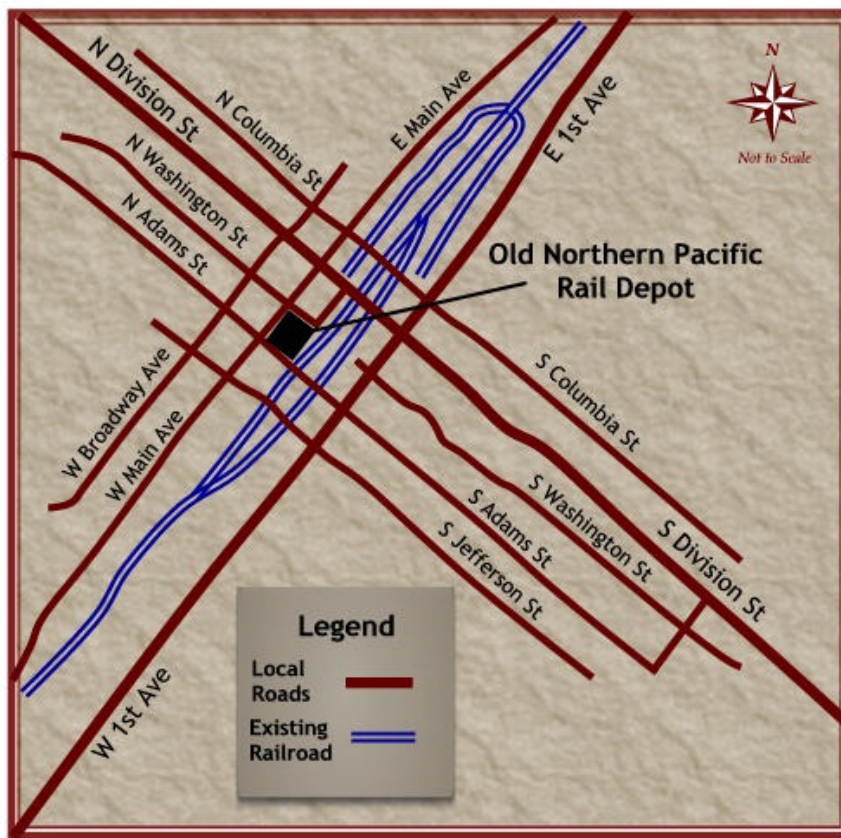 N
Not to Scale
N Division St
N Columbia St
E Main Ave
E 1st Ave
N Washington St
N Adams St
Old Northern Pacific
Rail Depot
W Broadway Ave
W Main Ave
S Columbia St
S Washington St
S Division St
S Adams St
S Jefferson St
W 1st Ave
Legend
Local
Roads
Existing
Railroad